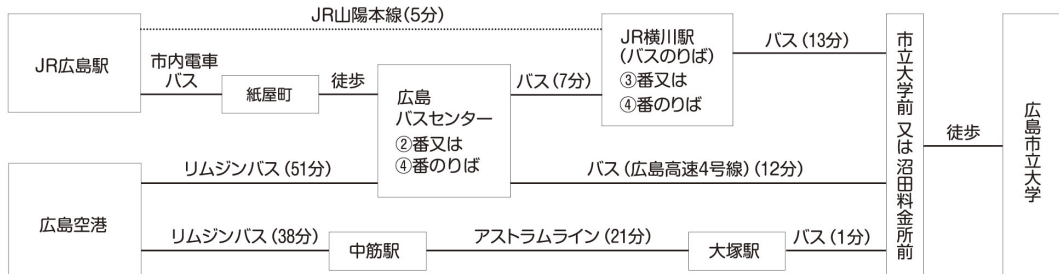 JR山陽本線(5分)
JR広島駅
市内電車
バス
紙屋町
徒歩
広島
バスセンター
②番又は
④番のりば
バス(7分)
JR横川駅
(バスのりば)
③番又は
④番のりば
バス(13分)
リムジンバス(51分)
バス(広島高速4号線)(12分)
広島空港
リムジンバス(38分)
中筋駅
アストラムライン(21分)
大塚駅
バス(1分)
市立大学前 又は 沼田料金所前
徒歩
広島市立大学